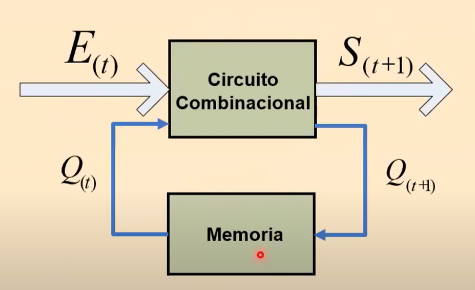 E(t)
S(t+1)
Circuito
Combinacional
Q(t)
Q(t+1)
Memoria